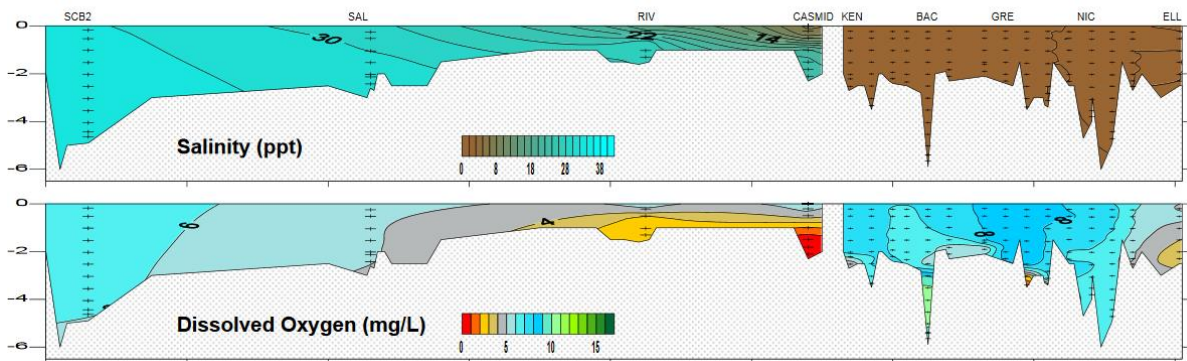 SCB2 SAL RIV CASMID KEN BAC GRE NIC ELL
0
-2
-4
-6
30 22 14
Salinity (ppt)
0 8 18 28 38
0
-2
-4
-6
6 4 8 8
Dissolved Oxygen (mg/L)
0 5 10 15